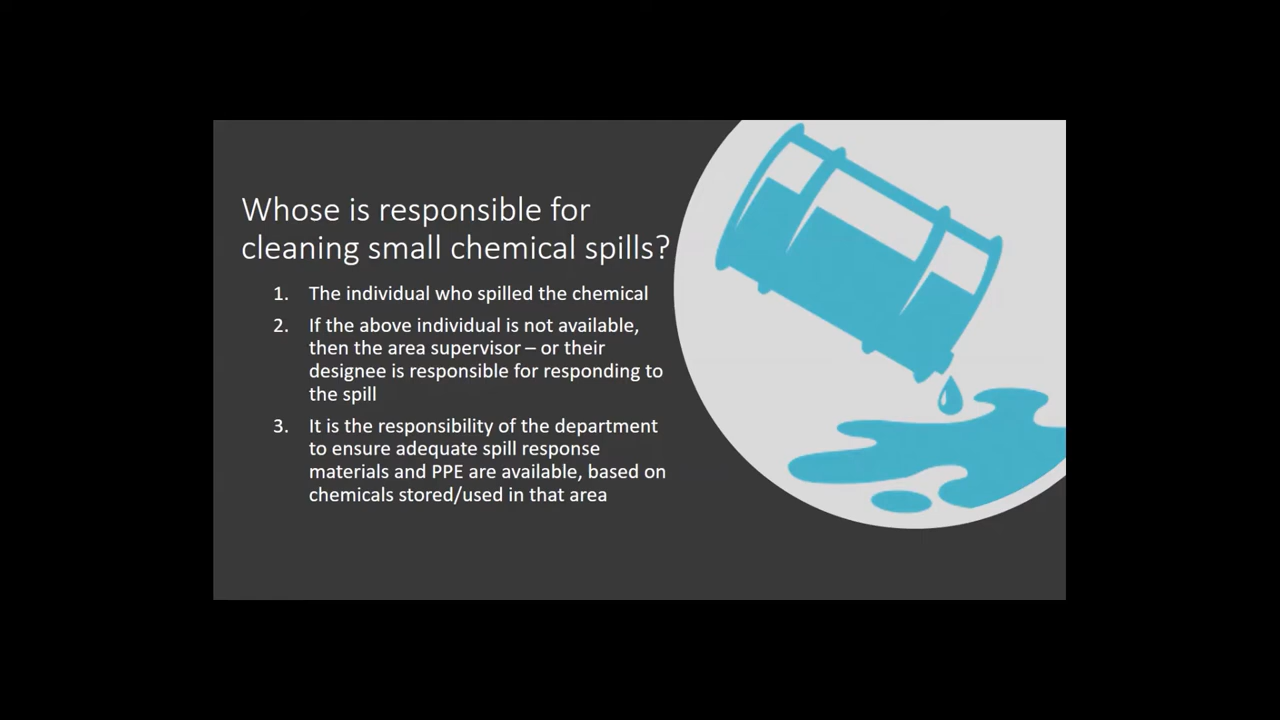 Whose is responsible for
cleaning small chemical spills?
1. The individual who spilled the chemical
2. If the above individual is not available,
then the area supervisor – or their
designee is responsible for responding to
the spill
3. It is the responsibility of the department
to ensure adequate spill response
materials and PPE are available, based on
chemicals stored/used in that area